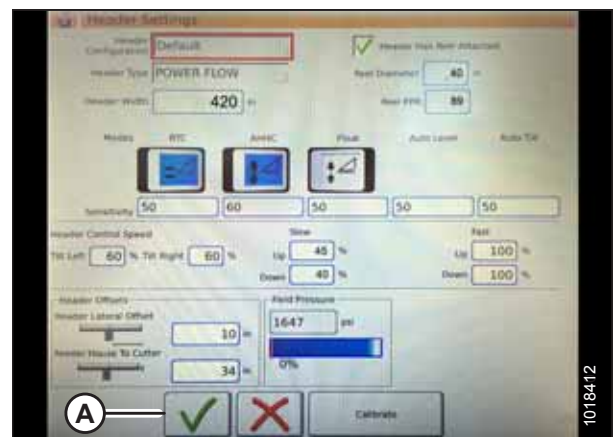 Header Settings
Header Configuration Default
Header Has Reel Attached
Header Type POWER FLOW
Reel Diameter 40 in
Header Width 420 in
Reel PPR 89
Modes RTC AHHC Float Auto Level Auto Tilt
Sensitivity 50 60 50 50 50
Header Control Speed
Slow
Fast
Tilt Left 60 % Tilt Right 60 %
Up 45 %
Up 100 %
Down 40 %
Down 100 %
Header Offsets
Field Pressure
Header Lateral Offset
10 in
1647 psi
Feeder House To Cutter
34 in
0%
A
Calibrate
1018412